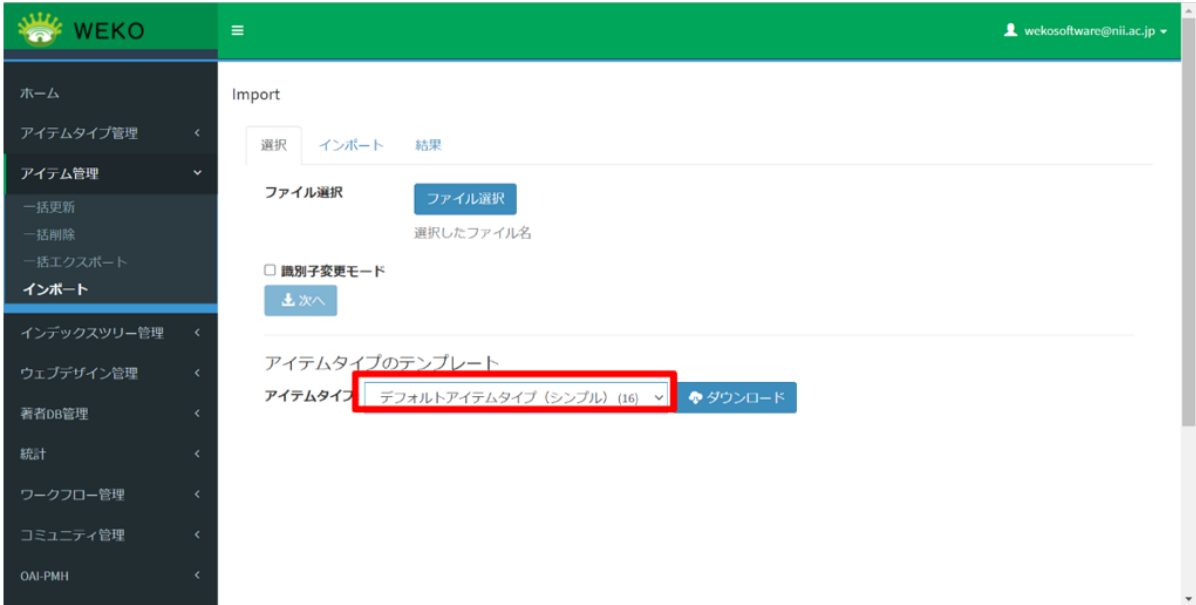 WEKO
wekosoftware@nii.ac.jp
ホーム
アイテムタイプ管理
アイテム管理
一括更新
一括削除
一括エクスポート
インポート
インデックスツリー管理
ウェブデザイン管理
著者DB管理
統計
ワークフロー管理
コミュニティ管理
OAI-PMH
Import
選択 インポート 結果
ファイル選択 ファイル選択
選択したファイル名
識別子変更モード
次へ
アイテムタイプのテンプレート
アイテムタイプ デフォルトアイテムタイプ（シンプル）(16) ダウンロード